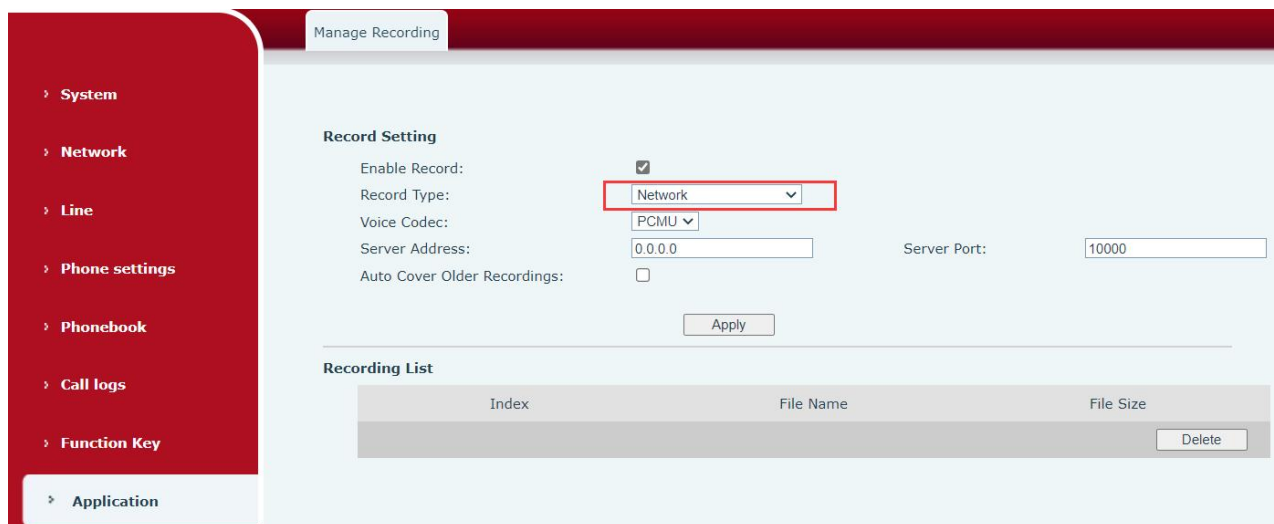 Manage Recording
System
Network
Line
Phone settings
Phonebook
Call logs
Function Key
Application
Record Setting
Enable Record:
Record Type: Network
Voice Codec: PCMU
Server Address: 0.0.0.0 Server Port: 10000
Auto Cover Older Recordings:
Apply
Recording List
Index File Name File Size
Delete